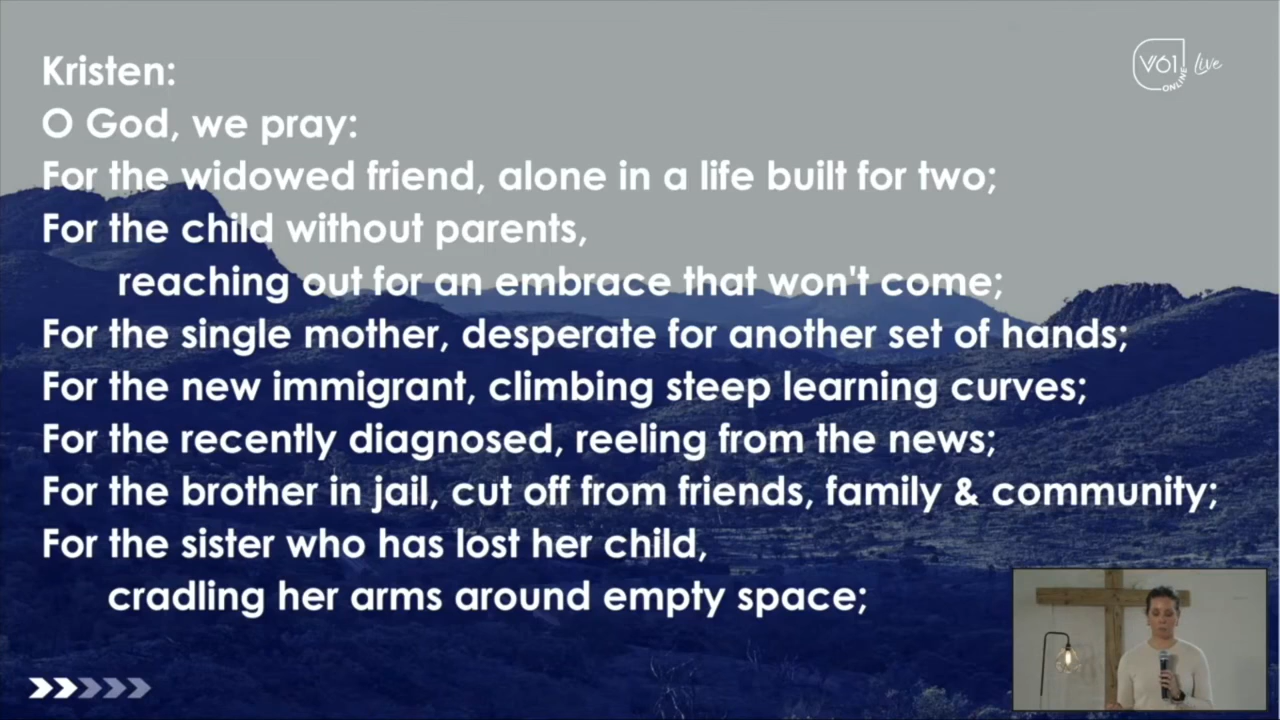 V61 Live
ONLINE
Kristen:
O God, we pray:
For the widowed friend, alone in a life built for two;
For the child without parents,
reaching out for an embrace that won't come;
For the single mother, desperate for another set of hands;
For the new immigrant, climbing steep learning curves;
For the recently diagnosed, reeling from the news;
For the brother in jail, cut off from friends, family & community;
For the sister who has lost her child,
cradling her arms around empty space;